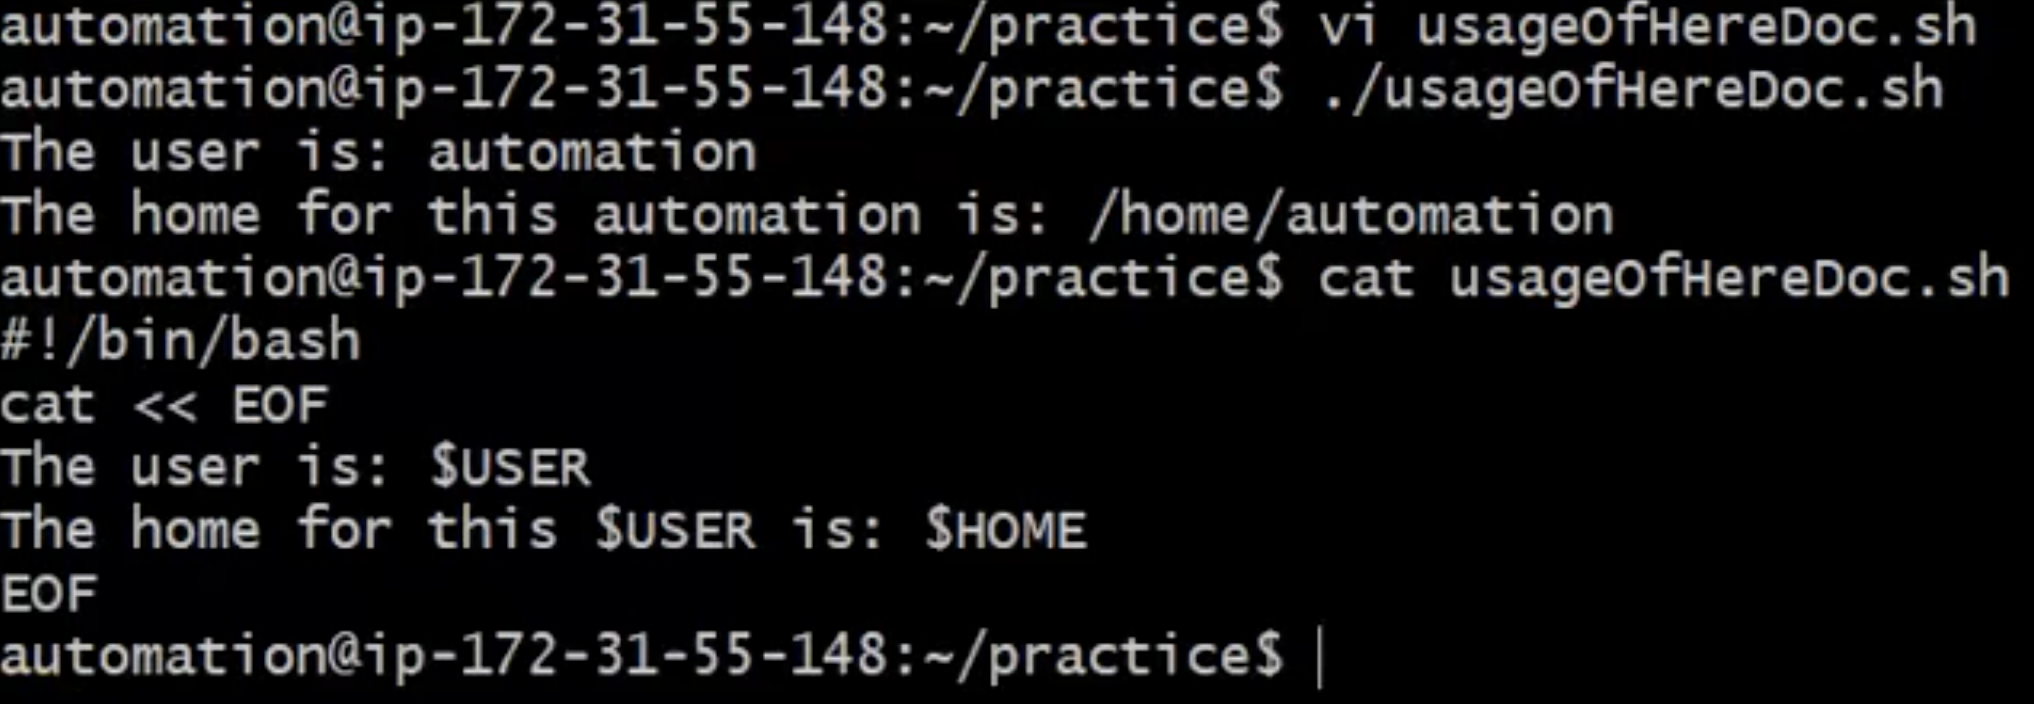 automation@ip-172-31-55-148:~/practice$ vi usageOfHereDoc.sh
automation@ip-172-31-55-148:~/practice$ ./usageOfHereDoc.sh
The user is: automation
The home for this automation is: /home/automation
automation@ip-172-31-55-148:~/practice$ cat usageOfHereDoc.sh
#!/bin/bash
cat << EOF
The user is: $USER
The home for this $USER is: $HOME
EOF
automation@ip-172-31-55-148:~/practice$